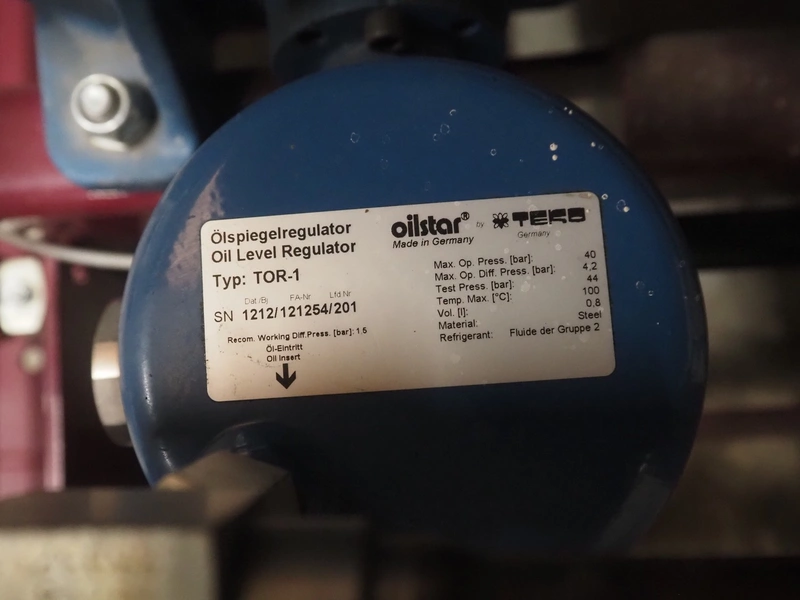 Ölspiegelregulator
Oil Level Regulator
Typ: TOR-1
Dat./Bj FA-Nr Lfd.Nr
SN 1212/121254/201
Recom. Working Diff.Press. [bar]: 1.5
Öl-Eintritt
Oil Insert
oilstar® by TEKO
Made in Germany Germany
Max. Op. Press. [bar]: 40
Max. Op. Diff. Press. [bar]: 4,2
Test Press. [bar]: 44
Temp. Max. [°C]: 100
Vol. [l]: 0,8
Material: Steel
Refrigerant: Fluide der Gruppe 2